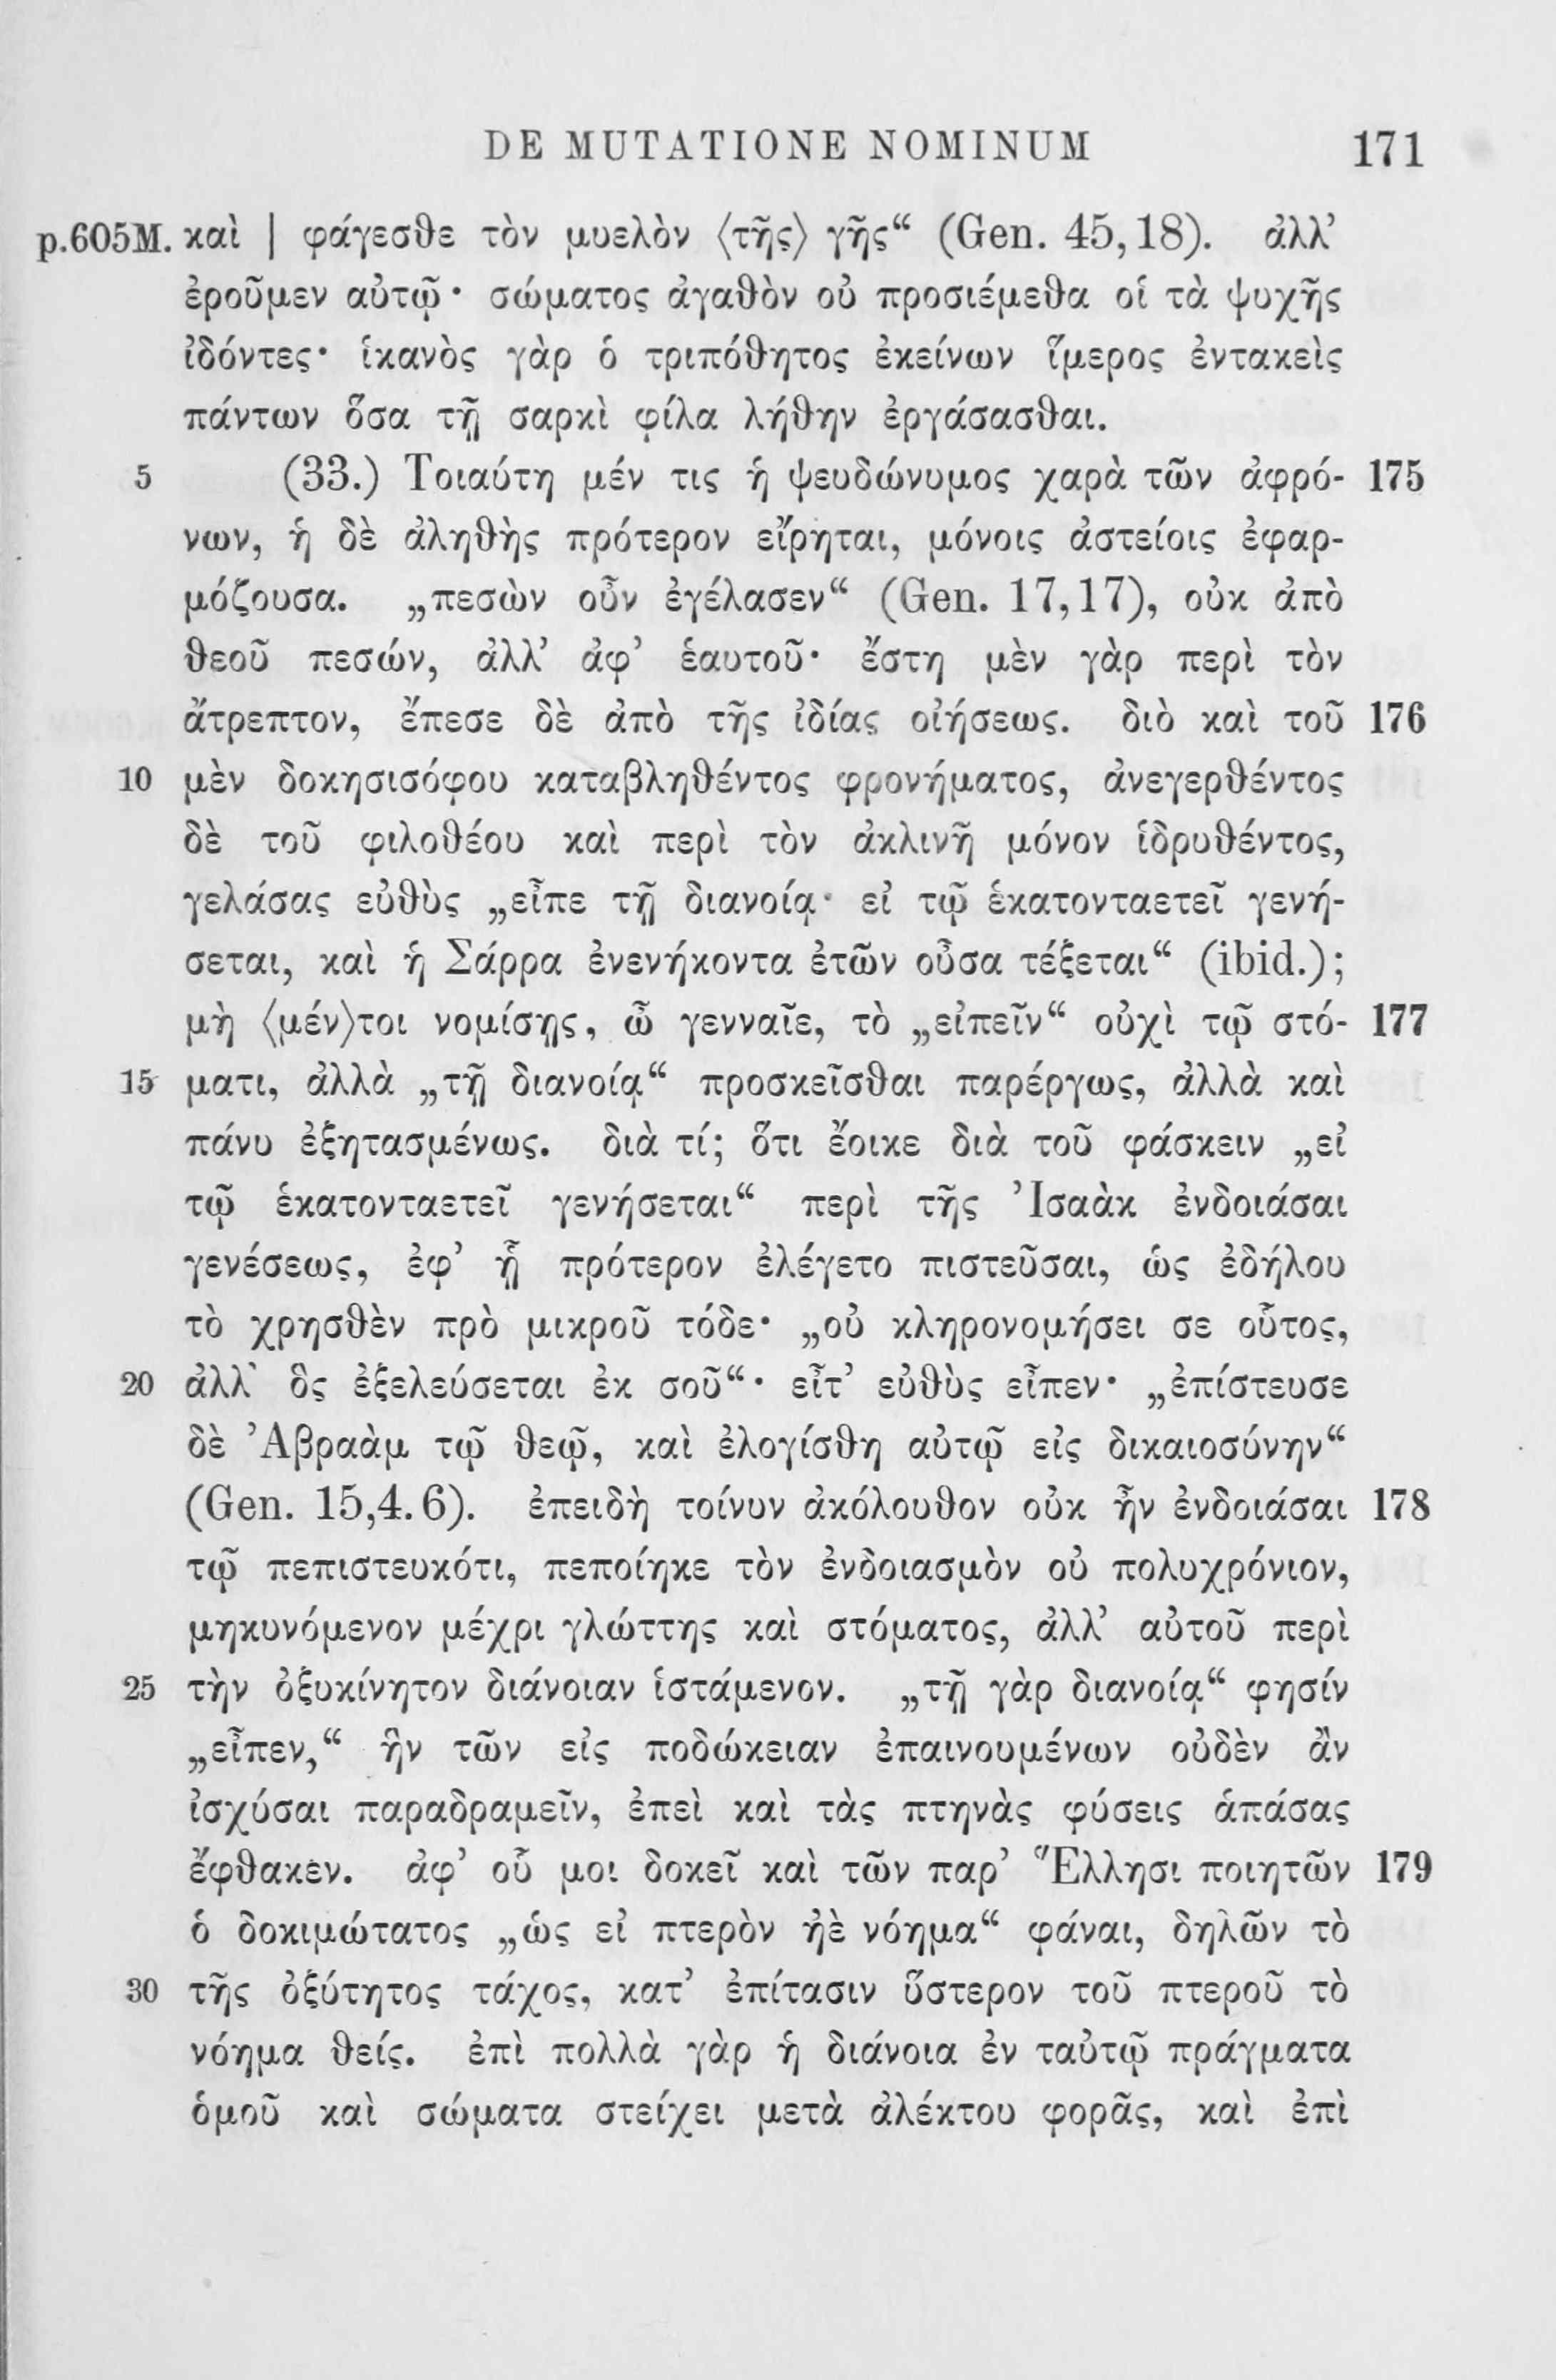 DE MUTATIONE NOMINUM 171
p.605M. καὶ | φάγεσθε τὸν μυελὸν ⟨τῆς⟩ γῆς“ (Gen. 45,18). ἀλλ’
ἐροῦμεν αὐτῷ· σώματος ἀγαθὸν οὐ προσιέμεθα οἱ τὰ ψυχῆς
ἰδόντες· ἱκανὸς γὰρ ὁ τριπόθητος ἐκείνων ἵμερος ἐντακεὶς
πάντων ὅσα τῇ σαρκὶ φίλα λήθην ἐργάσασθαι.
5 (33.) Τοιαύτη μέν τις ἡ ψευδώνυμος χαρὰ τῶν ἀφρό- 175
νων, ἡ δὲ ἀληθὴς πρότερον εἴρηται, μόνοις ἀστείοις ἐφαρ-
μόζουσα. „πεσὼν οὖν ἐγέλασεν“ (Gen. 17,17), οὐκ ἀπὸ
θεοῦ πεσών, ἀλλ’ ἀφ’ ἑαυτοῦ· ἔστη μὲν γὰρ περὶ τὸν
ἄτρεπτον, ἔπεσε δὲ ἀπὸ τῆς ἰδίας οἰήσεως. διὸ καὶ τοῦ 176
10 μὲν δοκησισόφου καταβληθέντος φρονήματος, ἀνεγερθέντος
δὲ τοῦ φιλοθέου καὶ περὶ τὸν ἀκλινῆ μόνον ἱδρυθέντος,
γελάσας εὐθὺς „εἶπε τῇ διανοίᾳ· εἰ τῷ ἑκατονταετεῖ γενή-
σεται, καὶ ἡ Σάρρα ἐνενήκοντα ἐτῶν οὖσα τέξεται“ (ibid.);
μὴ ⟨μέν⟩τοι νομίσῃς, ὦ γενναῖε, τὸ „εἰπεῖν“ οὐχὶ τῷ στό- 177
15 ματι, ἀλλὰ „τῇ διανοίᾳ“ προσκεῖσθαι παρέργως, ἀλλὰ καὶ
πάνυ ἐξητασμένως. διὰ τί; ὅτι ἔοικε διὰ τοῦ φάσκειν „εἰ
τῷ ἑκατονταετεῖ γενήσεται“ περὶ τῆς Ἰσαὰκ ἐνδοιάσαι
γενέσεως, ἐφ’ ᾗ πρότερον ἐλέγετο πιστεῦσαι, ὡς ἐδήλου
τὸ χρησθὲν πρὸ μικροῦ τόδε· „οὐ κληρονομήσει σε οὗτος,
20 ἀλλ’ ὃς ἐξελεύσεται ἐκ σοῦ“· εἶτ’ εὐθὺς εἶπεν· „ἐπίστευσε
δὲ Ἀβραὰμ τῷ θεῷ, καὶ ἐλογίσθη αὐτῷ εἰς δικαιοσύνην“
(Gen. 15,4.6). ἐπειδὴ τοίνυν ἀκόλουθον οὐκ ἦν ἐνδοιάσαι 178
τῷ πεπιστευκότι, πεποίηκε τὸν ἐνδοιασμὸν οὐ πολυχρόνιον,
μηκυνόμενον μέχρι γλώττης καὶ στόματος, ἀλλ’ αὐτοῦ περὶ
25 τὴν ὀξυκίνητον διάνοιαν ἱστάμενον. „τῇ γὰρ διανοίᾳ“ φησίν
„εἶπεν,“ ἣν τῶν εἰς ποδώκειαν ἐπαινουμένων οὐδὲν ἂν
ἰσχύσαι παραδραμεῖν, ἐπεὶ καὶ τὰς πτηνὰς φύσεις ἁπάσας
ἔφθακεν. ἀφ’ οὗ μοι δοκεῖ καὶ τῶν παρ’ Ἕλλησι ποιητῶν 179
ὁ δοκιμώτατος „ὡς εἰ πτερὸν ἠὲ νόημα“ φάναι, δηλῶν τὸ
30 τῆς ὀξύτητος τάχος, κατ’ ἐπίτασιν ὕστερον τοῦ πτεροῦ τὸ
νόημα θείς. ἐπὶ πολλὰ γὰρ ἡ διάνοια ἐν ταὐτῷ πράγματα
ὁμοῦ καὶ σώματα στείχει μετὰ ἀλέκτου φορᾶς, καὶ ἐπὶ